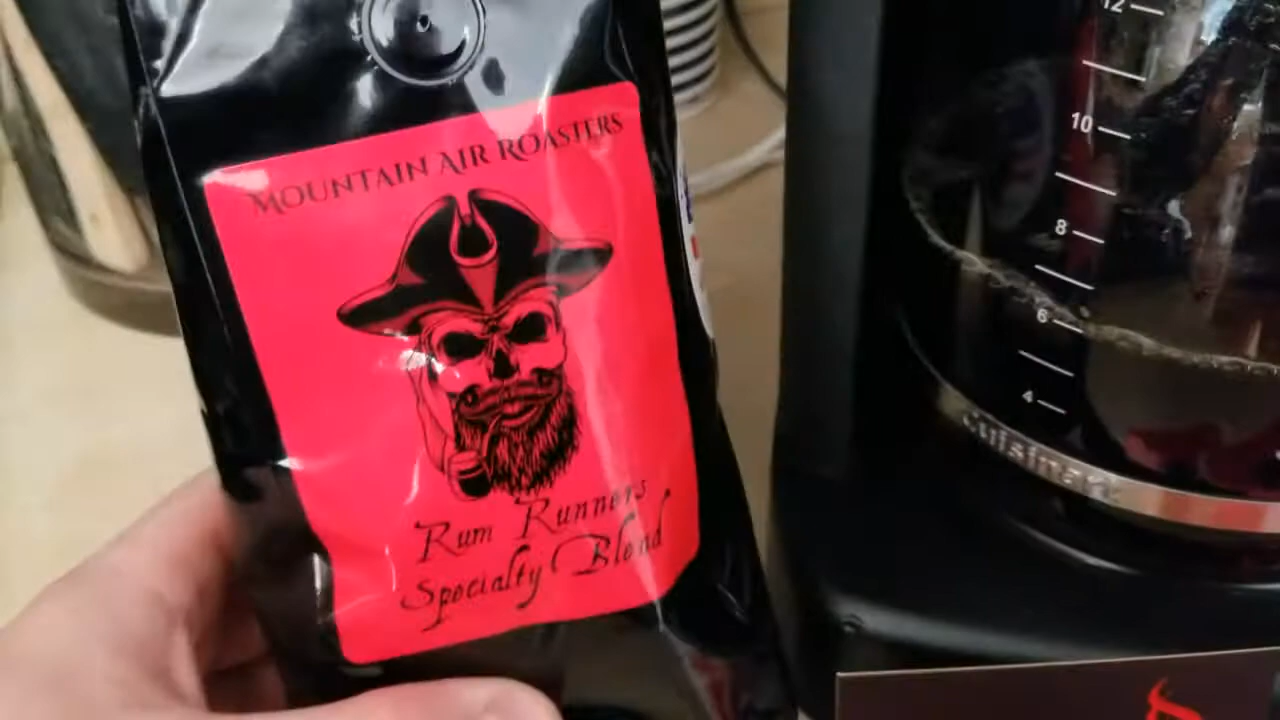 MOUNTAIN AIR ROASTERS
Rum Runners
Specialty Blend
12
10
8
6
4
Cuisinart